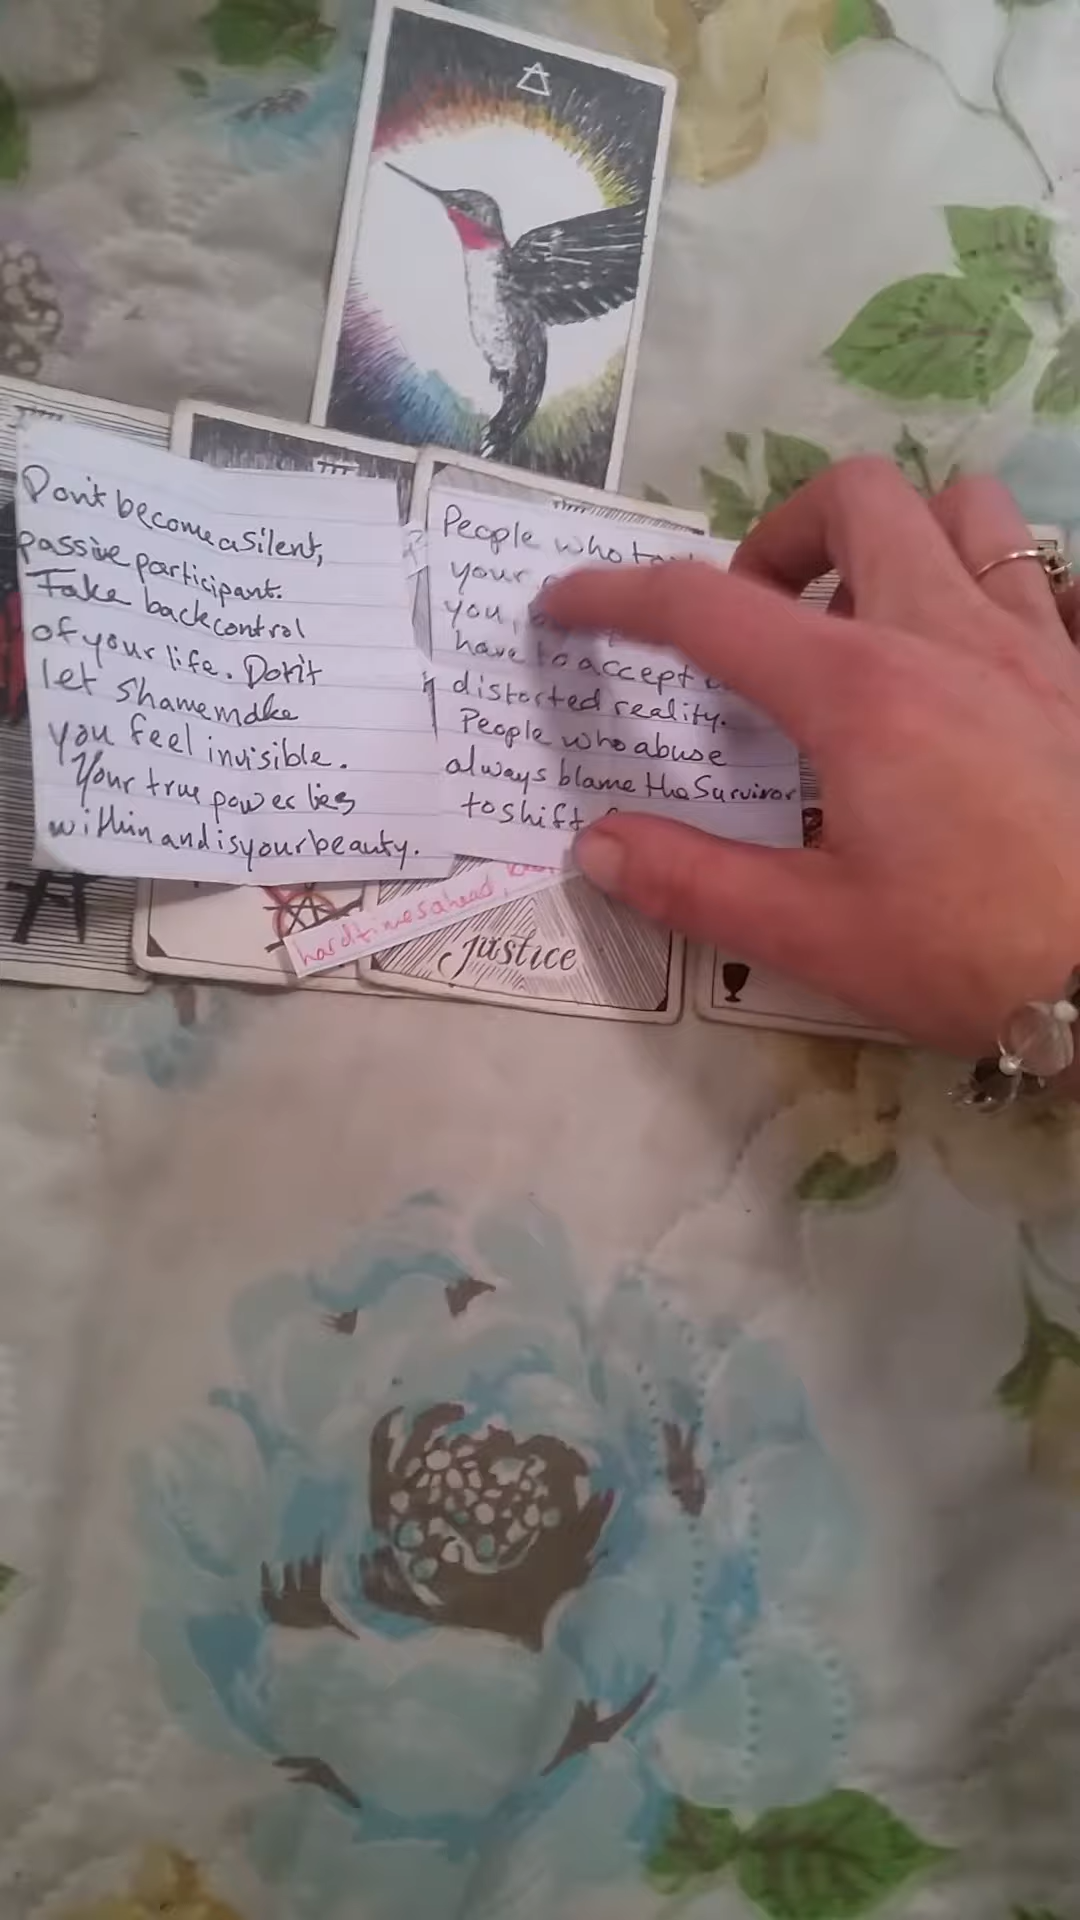 Don't become a silent,
passive participant.
Take back control
of your life. Don't
let shame make
you feel invisible.
Your true power lies
within and is your beauty.
People who
your
you,
have to accept
distorted reality.
People who abuse
always blame the Survivor
to shift
hard times ahead,
justice